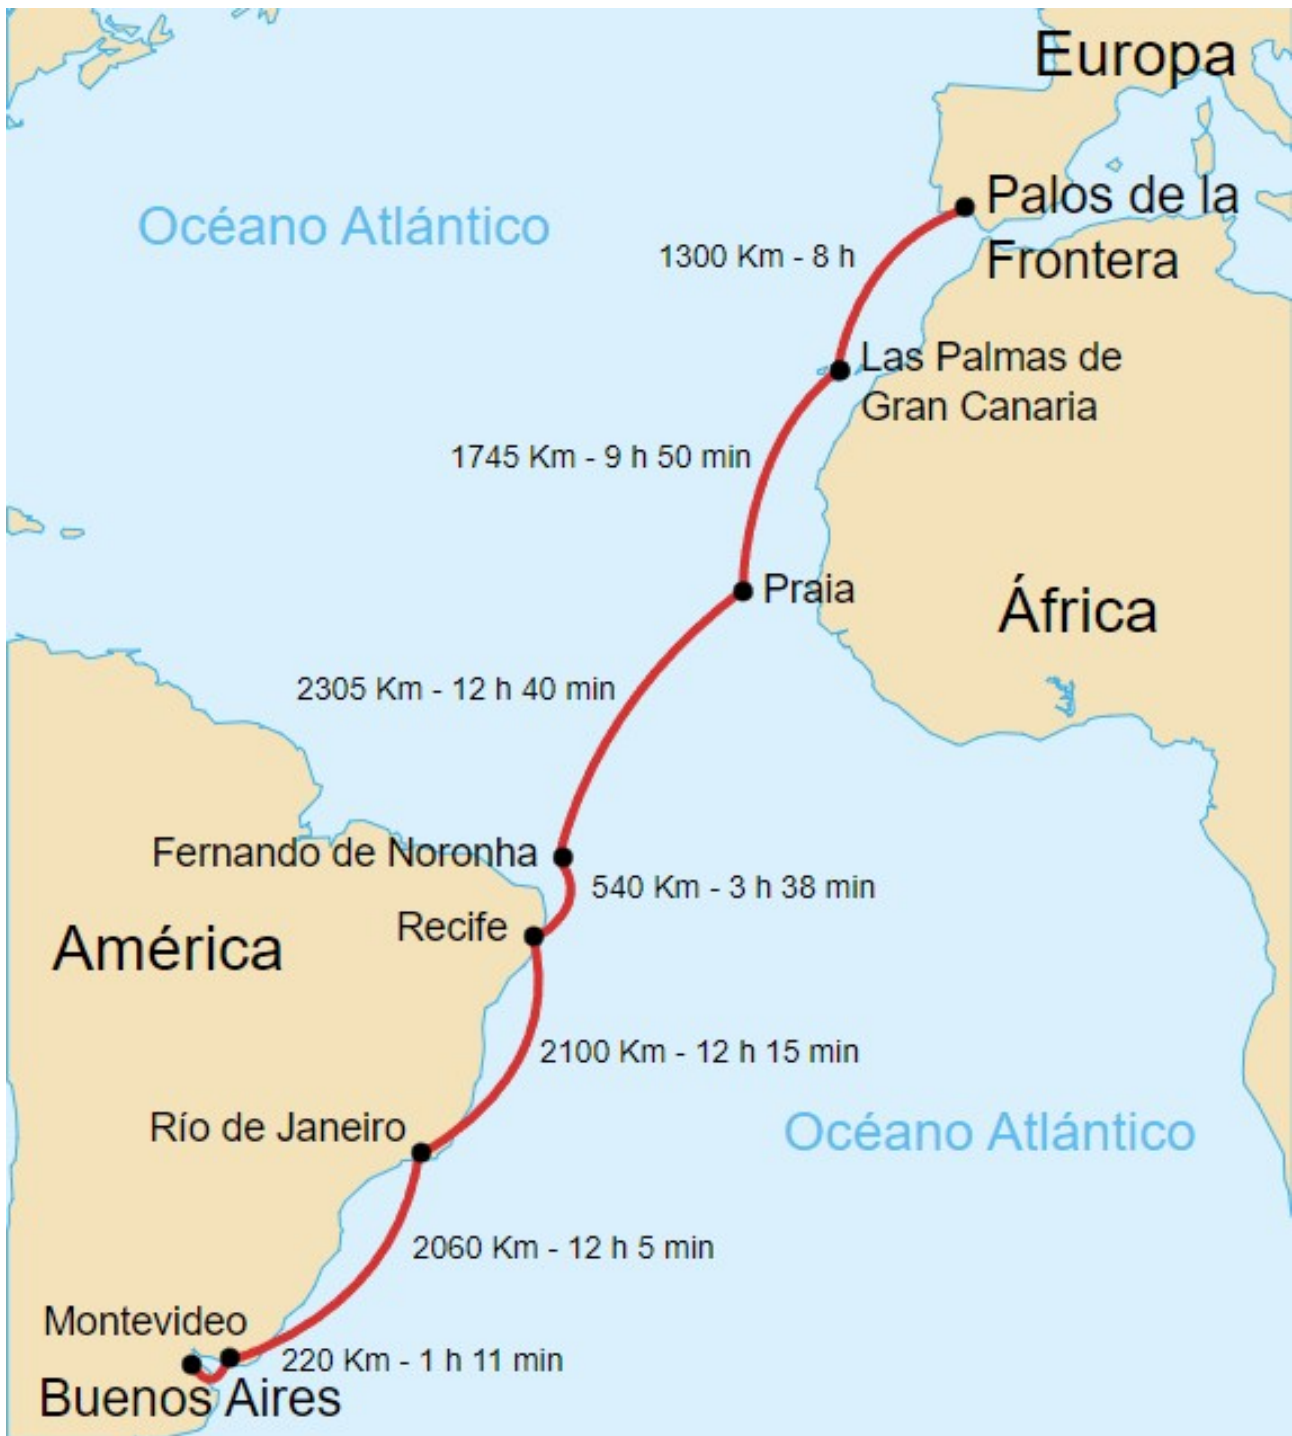 Europa
Palos de la
Frontera
Océano Atlántico
1300 Km - 8 h
Las Palmas de
Gran Canaria
1745 Km - 9 h 50 min
Praia
África
2305 Km - 12 h 40 min
Fernando de Noronha
540 Km - 3 h 38 min
Recife
América
2100 Km - 12 h 15 min
Río de Janeiro
Océano Atlántico
2060 Km - 12 h 5 min
Montevideo
220 Km - 1 h 11 min
Buenos Aires